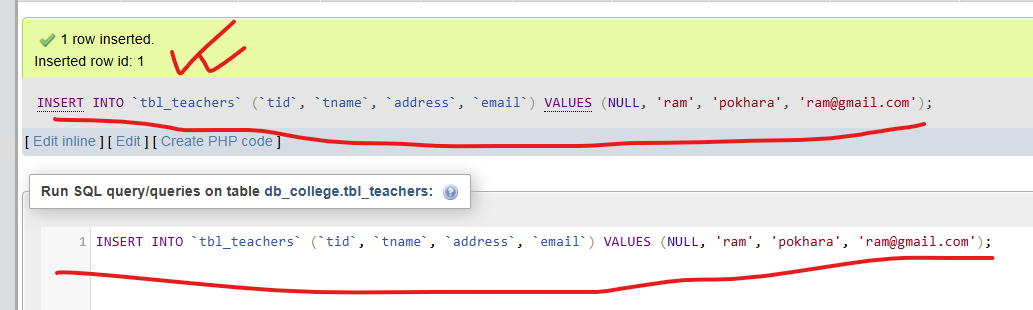 1 row inserted.
Inserted row id: 1
INSERT INTO `tbl_teachers` (`tid`, `tname`, `address`, `email`) VALUES (NULL, 'ram', 'pokhara', 'ram@gmail.com');
[ Edit inline ] [ Edit ] [ Create PHP code ]
Run SQL query/queries on table db_college.tbl_teachers:
1 INSERT INTO `tbl_teachers` (`tid`, `tname`, `address`, `email`) VALUES (NULL, 'ram', 'pokhara', 'ram@gmail.com');